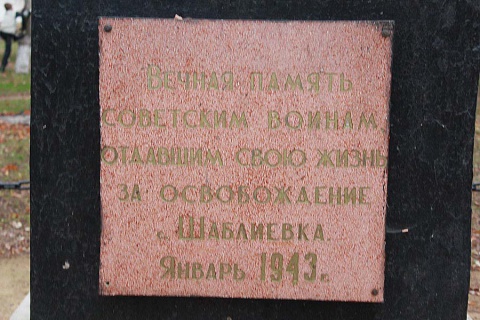 Вечная память
советским воинам,
отдавшим свою жизнь
за освобождение
с. Шаблиевка.
Январь 1943 г.